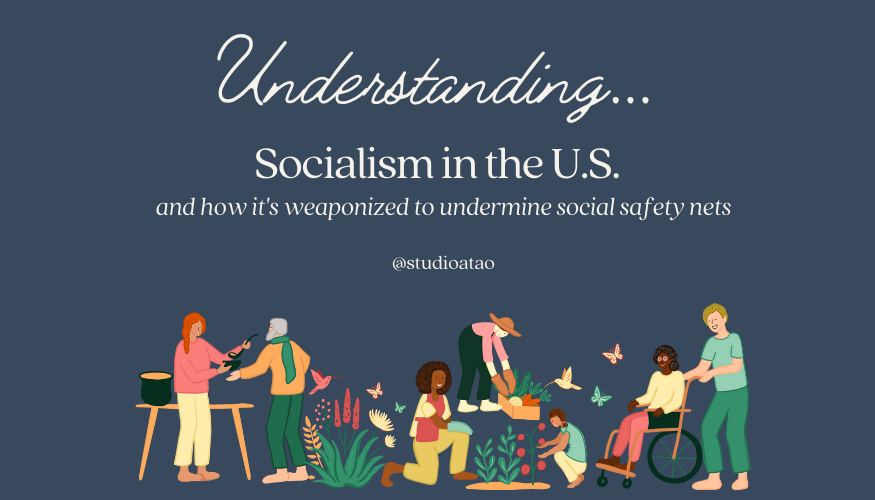 Understanding...
Socialism in the U.S.
and how it's weaponized to undermine social safety nets
@studioatao